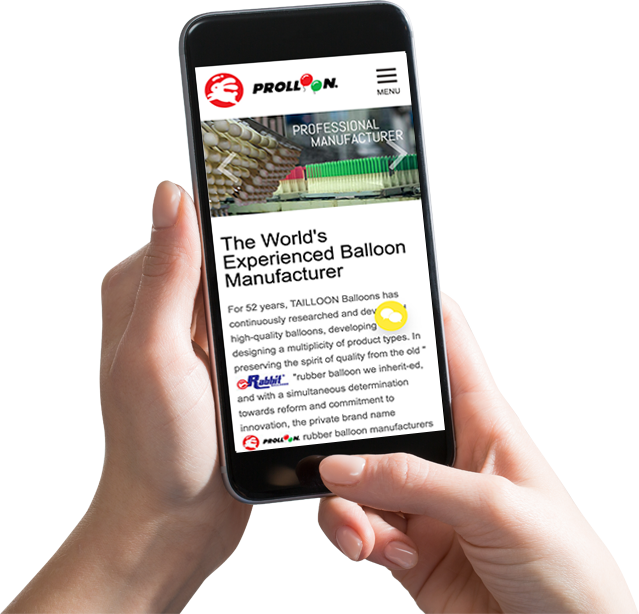 PROLLOON.
MENU
PROFESSIONAL
MANUFACTURER
The World's
Experienced Balloon
Manufacturer
For 52 years, TAILLOON Balloons has
continuously researched and
high-quality balloons, developing
designing a multiplicity of product types. In
preserving the spirit of quality from the old "
Rabbit "rubber balloon we inherit-ed,
and with a simultaneous determination
towards reform and commitment to
innovation, the private brand name
PROLLOON. rubber balloon manufacturers